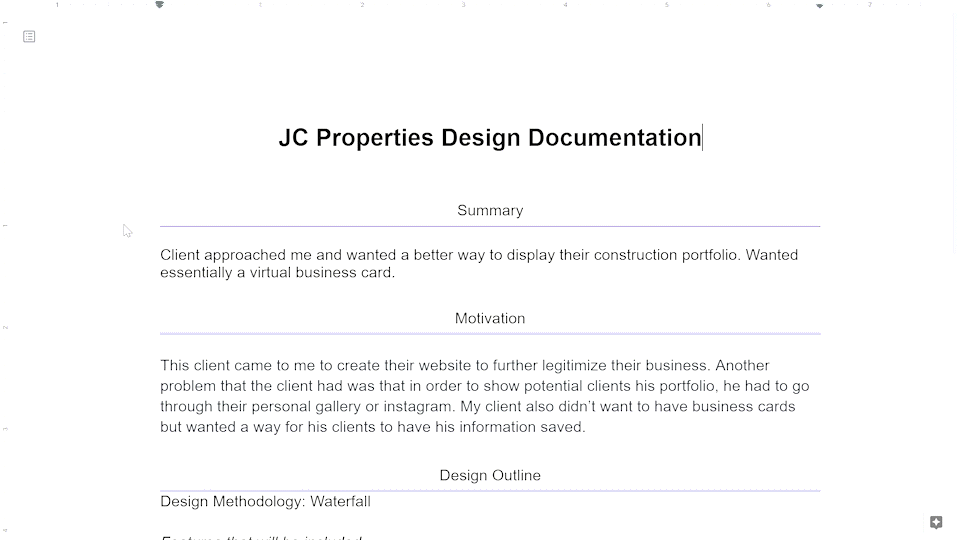 JC Properties Design Documentation
Summary
Client approached me and wanted a better way to display their construction portfolio. Wanted
essentially a virtual business card.
Motivation
This client came to me to create their website to further legitimize their business. Another
problem that the client had was that in order to show potential clients his portfolio, he had to go
through their personal gallery or instagram. My client also didn't want to have business cards
but wanted a way for his clients to have his information saved.
Design Outline
Design Methodology: Waterfall